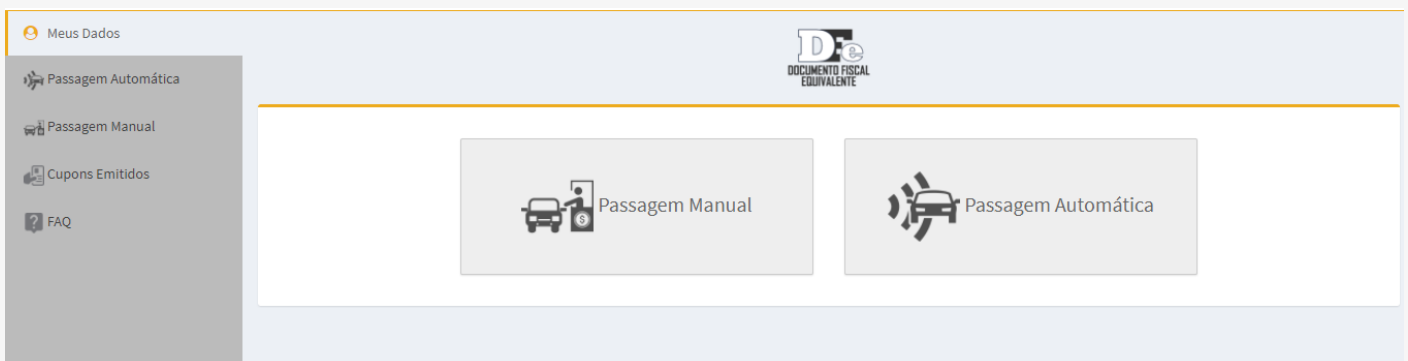 Meus Dados
Passagem Automática
Passagem Manual
Cupons Emitidos
FAQ
DFe
DOCUMENTO FISCAL
EQUIVALENTE
Passagem Manual
Passagem Automática